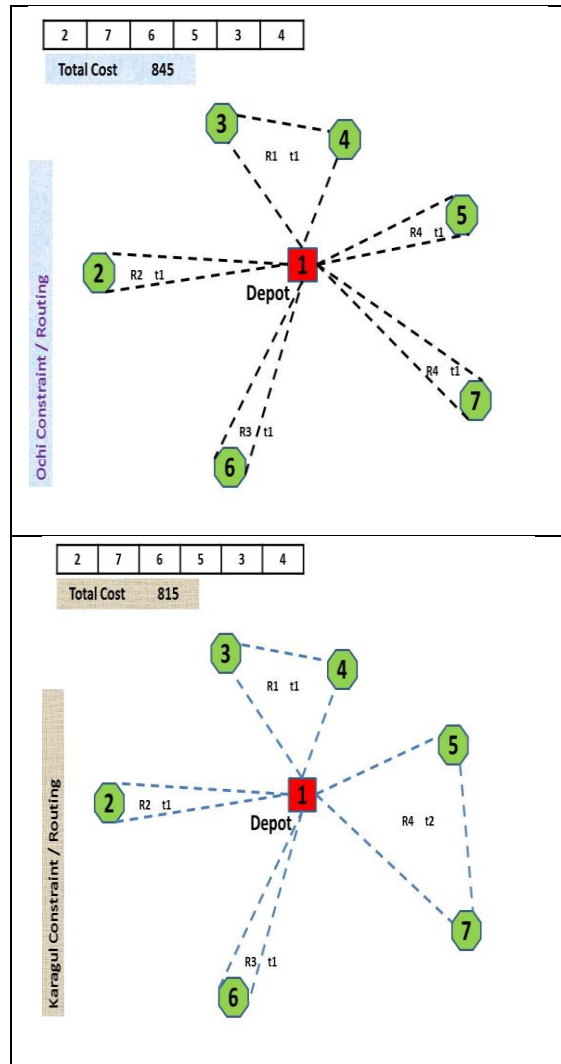 2 7 6 5 3 4
Total Cost 845
3
4
R1 t1
5
R4 t1
2
R2 t1
1
Depot
R4 t1
7
R3 t1
6
Ochi Constraint / Routing
2 7 6 5 3 4
Total Cost 815
3
4
R1 t1
5
2
R2 t1
1
Depot
R4 t2
7
R3 t1
6
Karagul Constraint / Routing